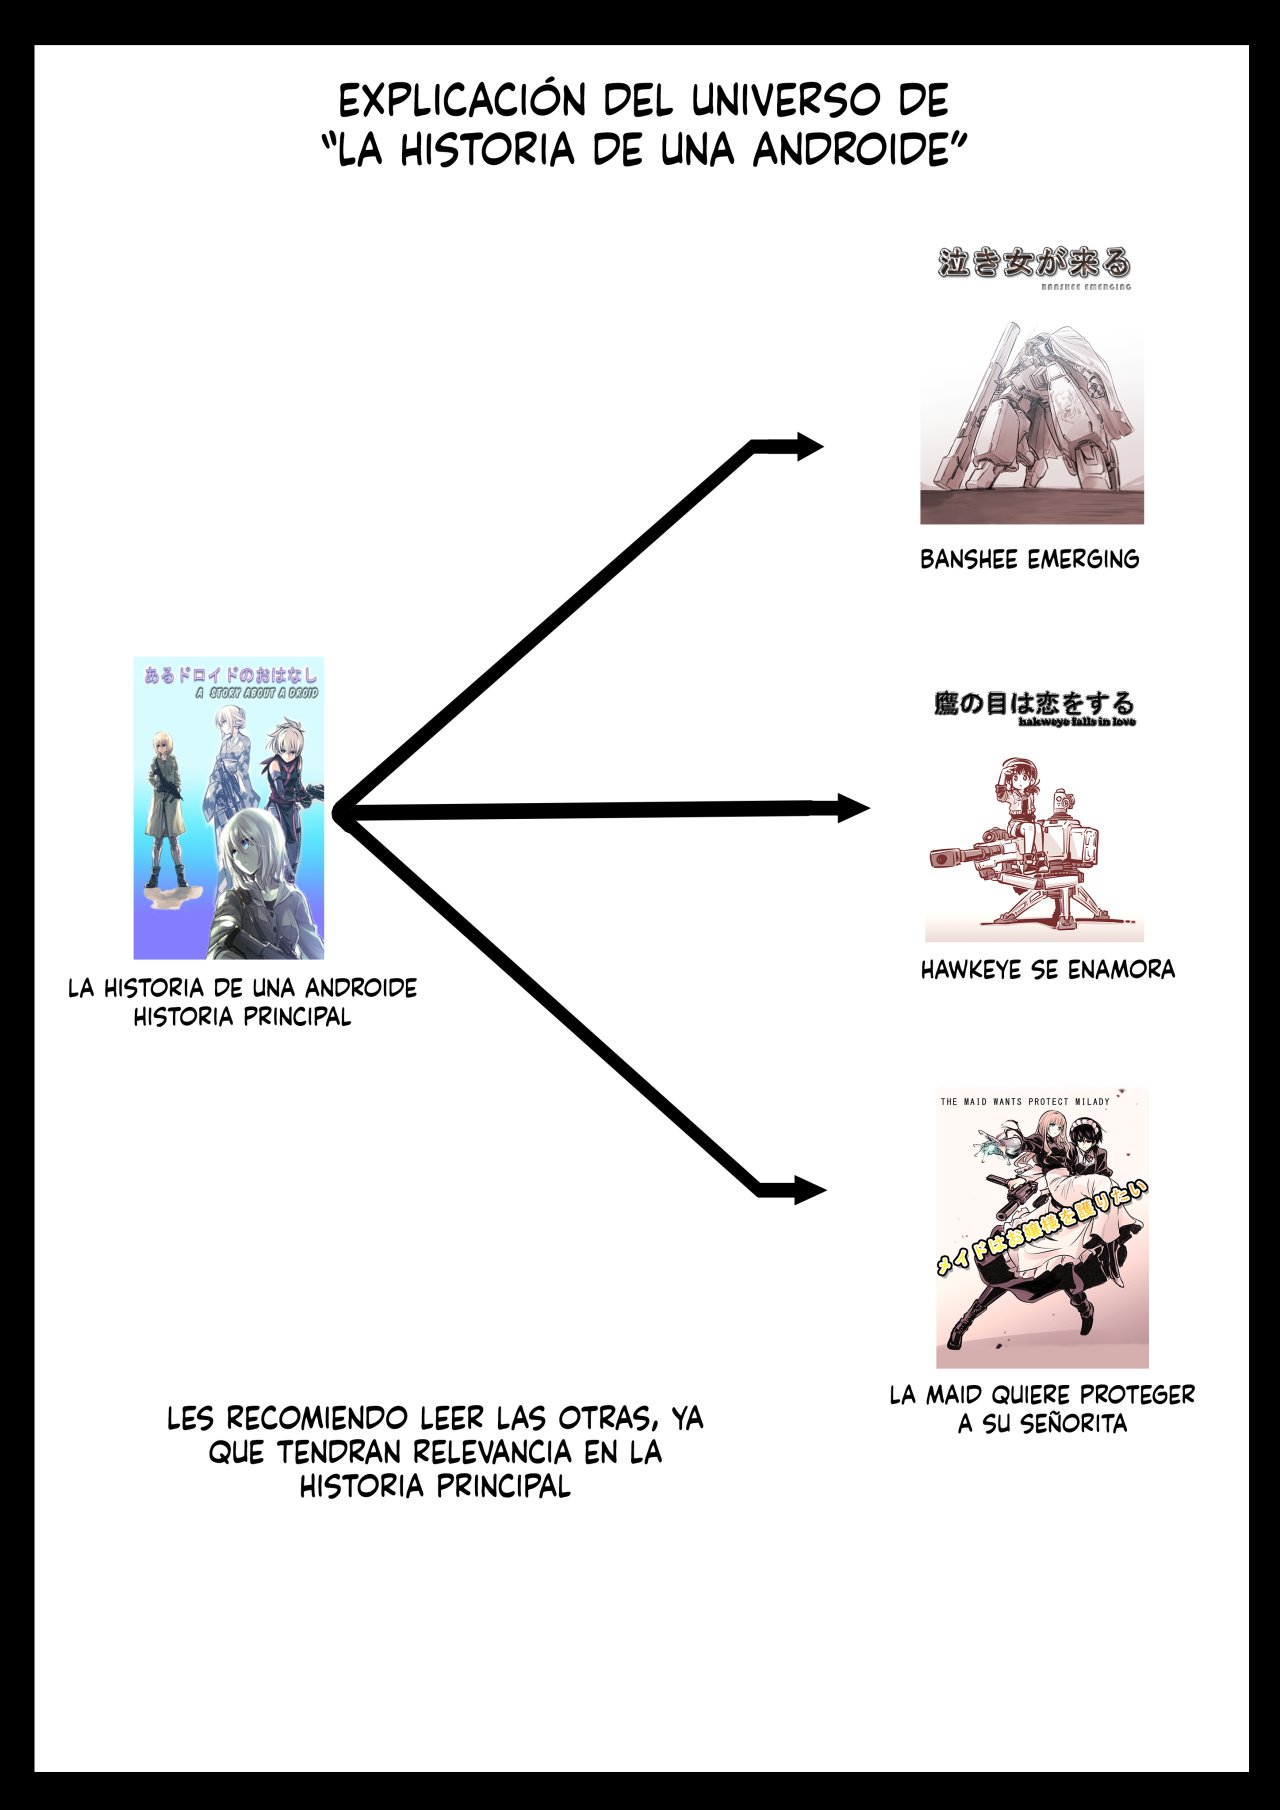 EXPLICACIÓN DEL UNIVERSO DE
"LA HISTORIA DE UNA ANDROIDE"
泣き女が来る
BANSHEE EMERGING
BANSHEE EMERGING
あるドロイドのおはなし
A STORY ABOUT A DROID
LA HISTORIA DE UNA ANDROIDE
HISTORIA PRINCIPAL
鷹の目は恋をする
hakweye falls in love
HAWKEYE SE ENAMORA
THE MAID WANTS PROTECT MILADY
メイドはお嬢様を護りたい
LA MAID QUIERE PROTEGER
A SU SEÑORITA
LES RECOMIENDO LEER LAS OTRAS, YA
QUE TENDRAN RELEVANCIA EN LA
HISTORIA PRINCIPAL